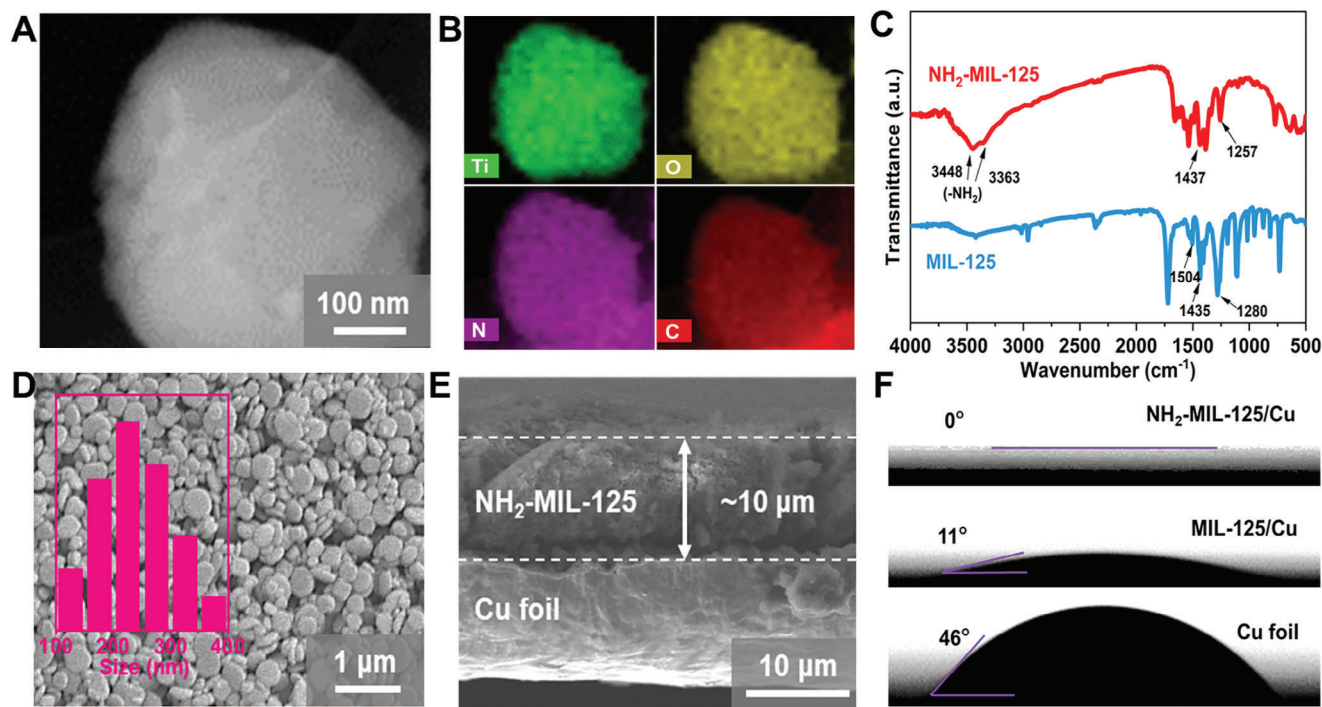 A
100 nm
B
Ti
O
N
C
C
NH₂-MIL-125
3448
3363
(-NH₂)
1437
1257
MIL-125
1504
1435
1280
Transmittance (a.u.)
4000 3500 3000 2500 2000 1500 1000 500
Wavenumber (cm⁻¹)
D
100 200 300 400
Size (nm)
1 µm
E
NH₂-MIL-125
~10 µm
Cu foil
10 µm
F
0°
NH₂-MIL-125/Cu
11°
MIL-125/Cu
46°
Cu foil